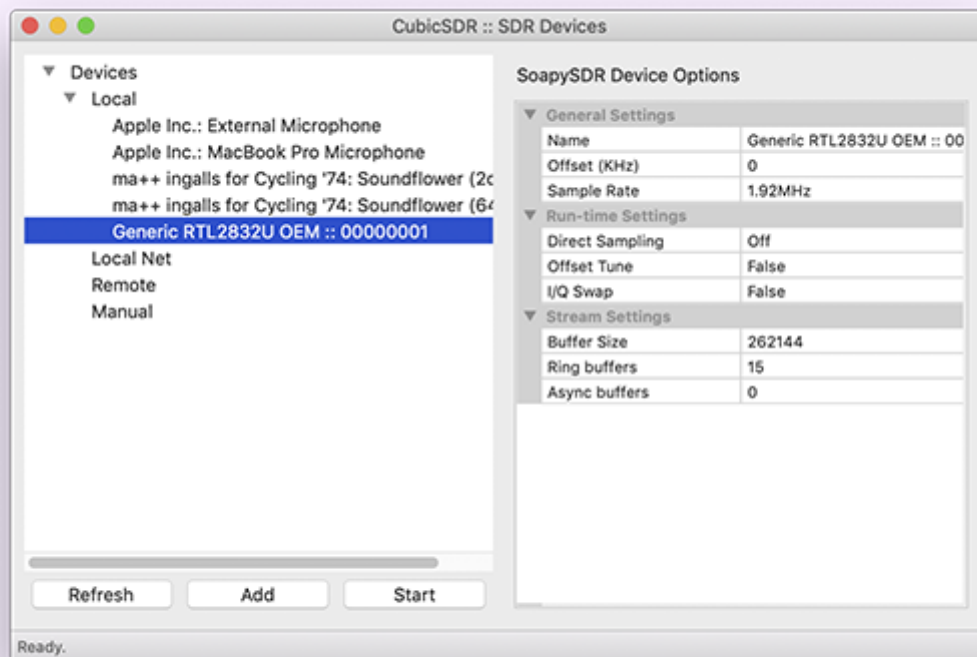 CubicSDR :: SDR Devices
Devices
Local
Apple Inc.: External Microphone
Apple Inc.: MacBook Pro Microphone
ma++ ingalls for Cycling '74: Soundflower (2c
ma++ ingalls for Cycling '74: Soundflower (64
Generic RTL2832U OEM :: 00000001
Local Net
Remote
Manual
Refresh Add Start
SoapySDR Device Options
General Settings
Name Generic RTL2832U OEM :: 00
Offset (KHz) 0
Sample Rate 1.92MHz
Run-time Settings
Direct Sampling Off
Offset Tune False
I/Q Swap False
Stream Settings
Buffer Size 262144
Ring buffers 15
Async buffers 0
Ready.